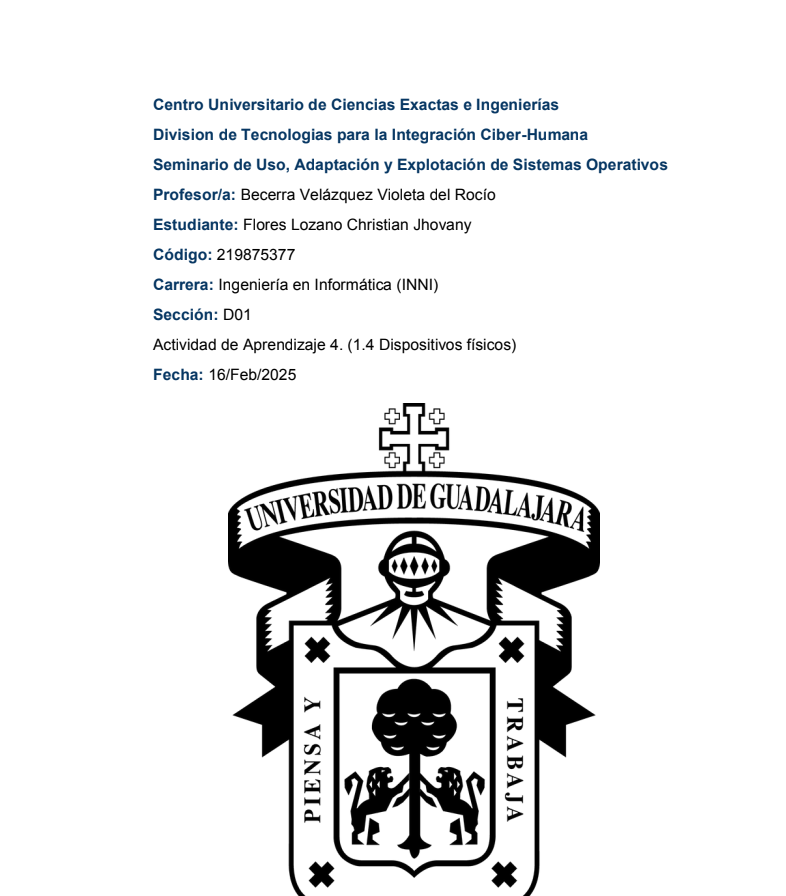 Centro Universitario de Ciencias Exactas e Ingenierías
Division de Tecnologias para la Integración Ciber-Humana
Seminario de Uso, Adaptación y Explotación de Sistemas Operativos
Profesor/a: Becerra Velázquez Violeta del Rocío
Estudiante: Flores Lozano Christian Jhovany
Código: 219875377
Carrera: Ingeniería en Informática (INNI)
Sección: D01
Actividad de Aprendizaje 4. (1.4 Dispositivos físicos)
Fecha: 16/Feb/2025
UNIVERSIDAD DE GUADALAJARA
PIENSA Y
TRABAJA